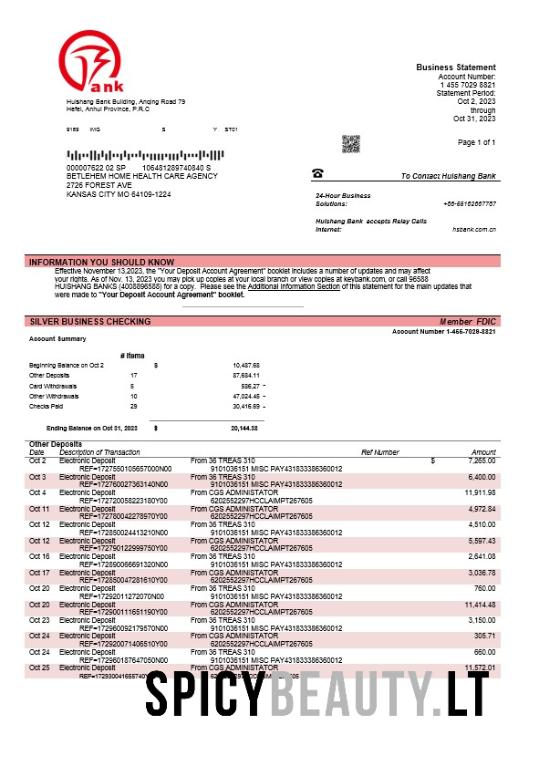 ank
Huishang Bank Building, Anqing Road 79
Hefei, Anhui Province, P.R.C
9189 IMG S Y ST01
000007622 02 SP 106481289740840 S
BETLEHEM HOME HEALTH CARE AGENCY
2726 FOREST AVE
KANSAS CITY MO 64109-1224
Business Statement
Account Number:
1 455 7029 8821
Statement Period:
Oct 2, 2023
through
Oct 31, 2023
Page 1 of 1
To Contact Huishang Bank
24-Hour Business
Solutions: +86-55162667787
Huishang Bank accepts Relay Calls
Internet: hsbank.com.cn
INFORMATION YOU SHOULD KNOW
Effective November 13,2023, the "Your Deposit Account Agreement" booklet includes a number of updates and may affect
your rights. As of Nov. 13, 2023 you may pick up copies at your local branch or view copies at keybank.com, or call 96588
HUISHANG BANKS (4008896588) for a copy. Please see the Additional Information Section of this statement for the main updates that
were made to "Your Deposit Account Agreement" booklet.
SILVER BUSINESS CHECKING Member FDIC
Account Number 1-455-7029-8821
Account Summary
# Items
Beginning Balance on Oct 2 $ 10,487.68
Other Deposits 17 87,684.11
Card Withdrawals 5 586,27 -
Other Withdrawals 10 47,024.45 -
Checks Paid 29 30,416.69 -
Ending Balance on Oct 31, 2023 $ 20,144.38
Other Deposits
Date Description of Transaction Ref Number Amount
Oct 2 Electronic Deposit From 36 TREAS 310 $ 7,265.00
REF=1727550105657000N00 9101036151 MISC PAY431833386360012
Oct 3 Electronic Deposit From 36 TREAS 310 6,400.00
REF=172760027363140N00 9101036151 MISC PAY431833386360012
Oct 4 Electronic Deposit From CGS ADMINISTRATOR 11,911.98
REF=172720058223180Y00 6202552297HCCLAIMPT267605
Oct 11 Electronic Deposit From CGS ADMINISTRATOR 4,972.84
REF=172780042278970Y00 6202552297HCCLAIMPT267605
Oct 12 Electronic Deposit From 36 TREAS 310 4,510.00
REF=172850024413210N00 9101036151 MISC PAY431833386360012
Oct 12 Electronic Deposit From CGS ADMINISTRATOR 5,597.43
REF=172790122999750Y00 6202552297HCCLAIMPT267605
Oct 16 Electronic Deposit From 36 TREAS 310 2,641.08
REF=172890066691320N00 9101036151 MISC PAY431833386360012
Oct 17 Electronic Deposit From CGS ADMINISTRATOR 3,036.78
REF=172850047281610Y00 6202552297HCCLAIMPT267605
Oct 20 Electronic Deposit From 36 TREAS 310 760.00
REF=17292011272070N00 9101036151 MISC PAY431833386360012
Oct 20 Electronic Deposit From CGS ADMINISTRATOR 11,414.48
REF=172900111651190Y00 6202552297HCCLAIMPT267605
Oct 23 Electronic Deposit From 36 TREAS 310 3,150.00
REF=172960092179570N00 9101036151 MISC PAY431833386360012
Oct 24 Electronic Deposit From CGS ADMINISTRATOR 305.71
REF=172920071406510Y00 6202552297HCCLAIMPT267605
Oct 24 Electronic Deposit From 36 TREAS 310 660.00
REF=172960187647050N00 9101036151 MISC PAY431833386360012
Oct 25 Electronic Deposit From CGS ADMINISTRATOR 11,572.01
SPICYBEAUTY.LT